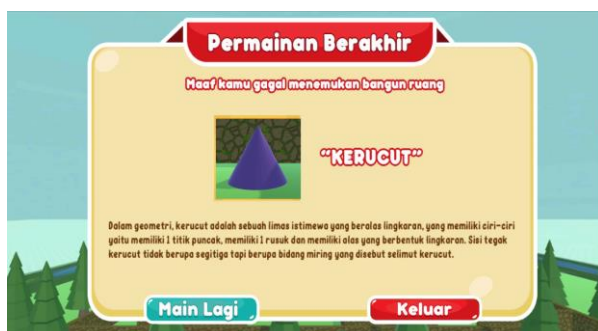 Permainan Berakhir
Maaf kamu gagal menemukan bangun ruang
"KERUCUT"
Dalam geometri, kerucut adalah sebuah limas istimewa yang beralas lingkaran, yang memiliki ciri-ciri
yaitu memiliki 1 titik puncak, memiliki 1 rusuk dan memiliki alas yang berbentuk lingkaran. Sisi tegak
kerucut tidak berupa segitiga tapi berupa bidang miring yang disebut selimut kerucut.
Main Lagi
Keluar